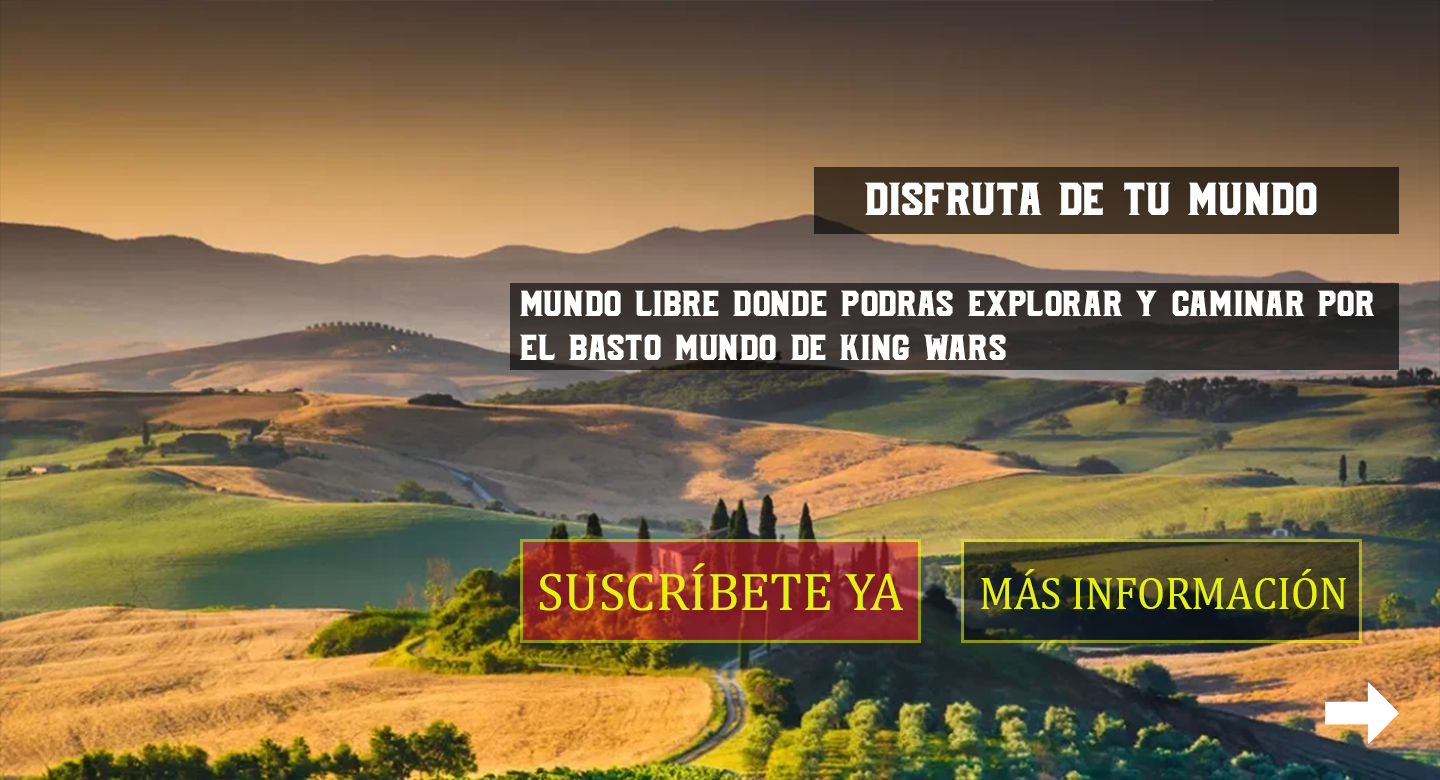 DISFRUTA DE TU MUNDO
MUNDO LIBRE DONDE PODRAS EXPLORAR Y CAMINAR POR
EL BASTO MUNDO DE KING WARS
SUSCRÍBETE YA
MÁS INFORMACIÓN